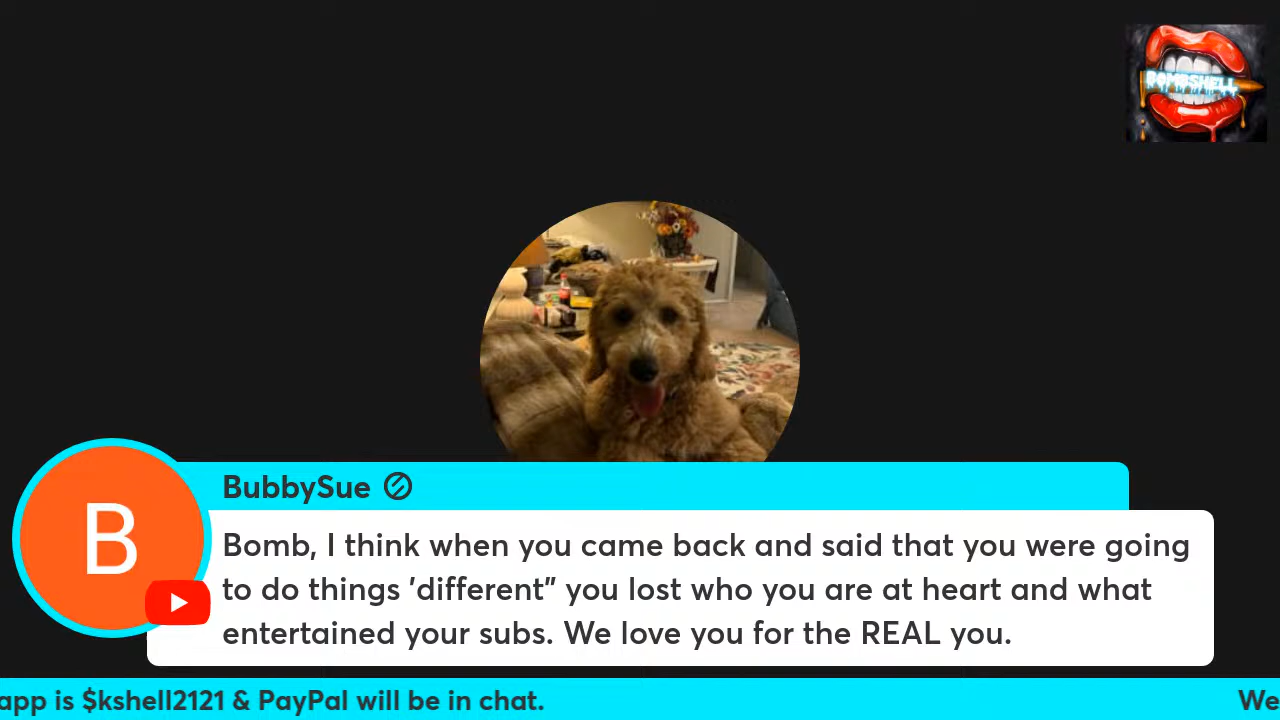 BOMBSHELL
B
BubbySue
Bomb, I think when you came back and said that you were going
to do things 'different" you lost who you are at heart and what
entertained your subs. We love you for the REAL you.
app is $kshell2121 & PayPal will be in chat.
We